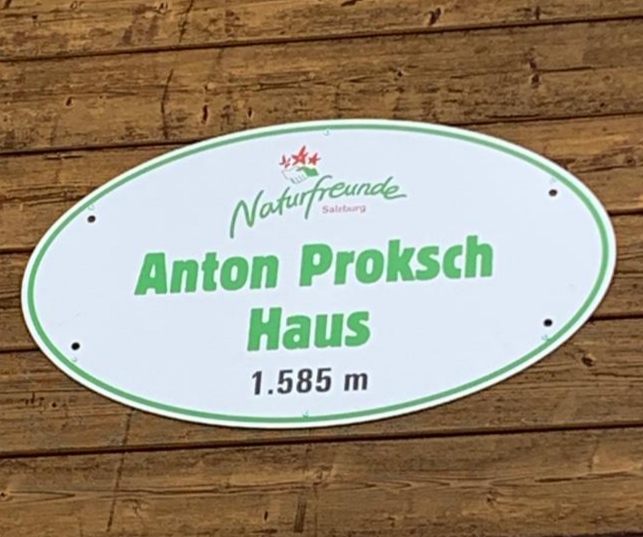 Naturfreunde
Salzburg
Anton Proksch
Haus
1.585 m